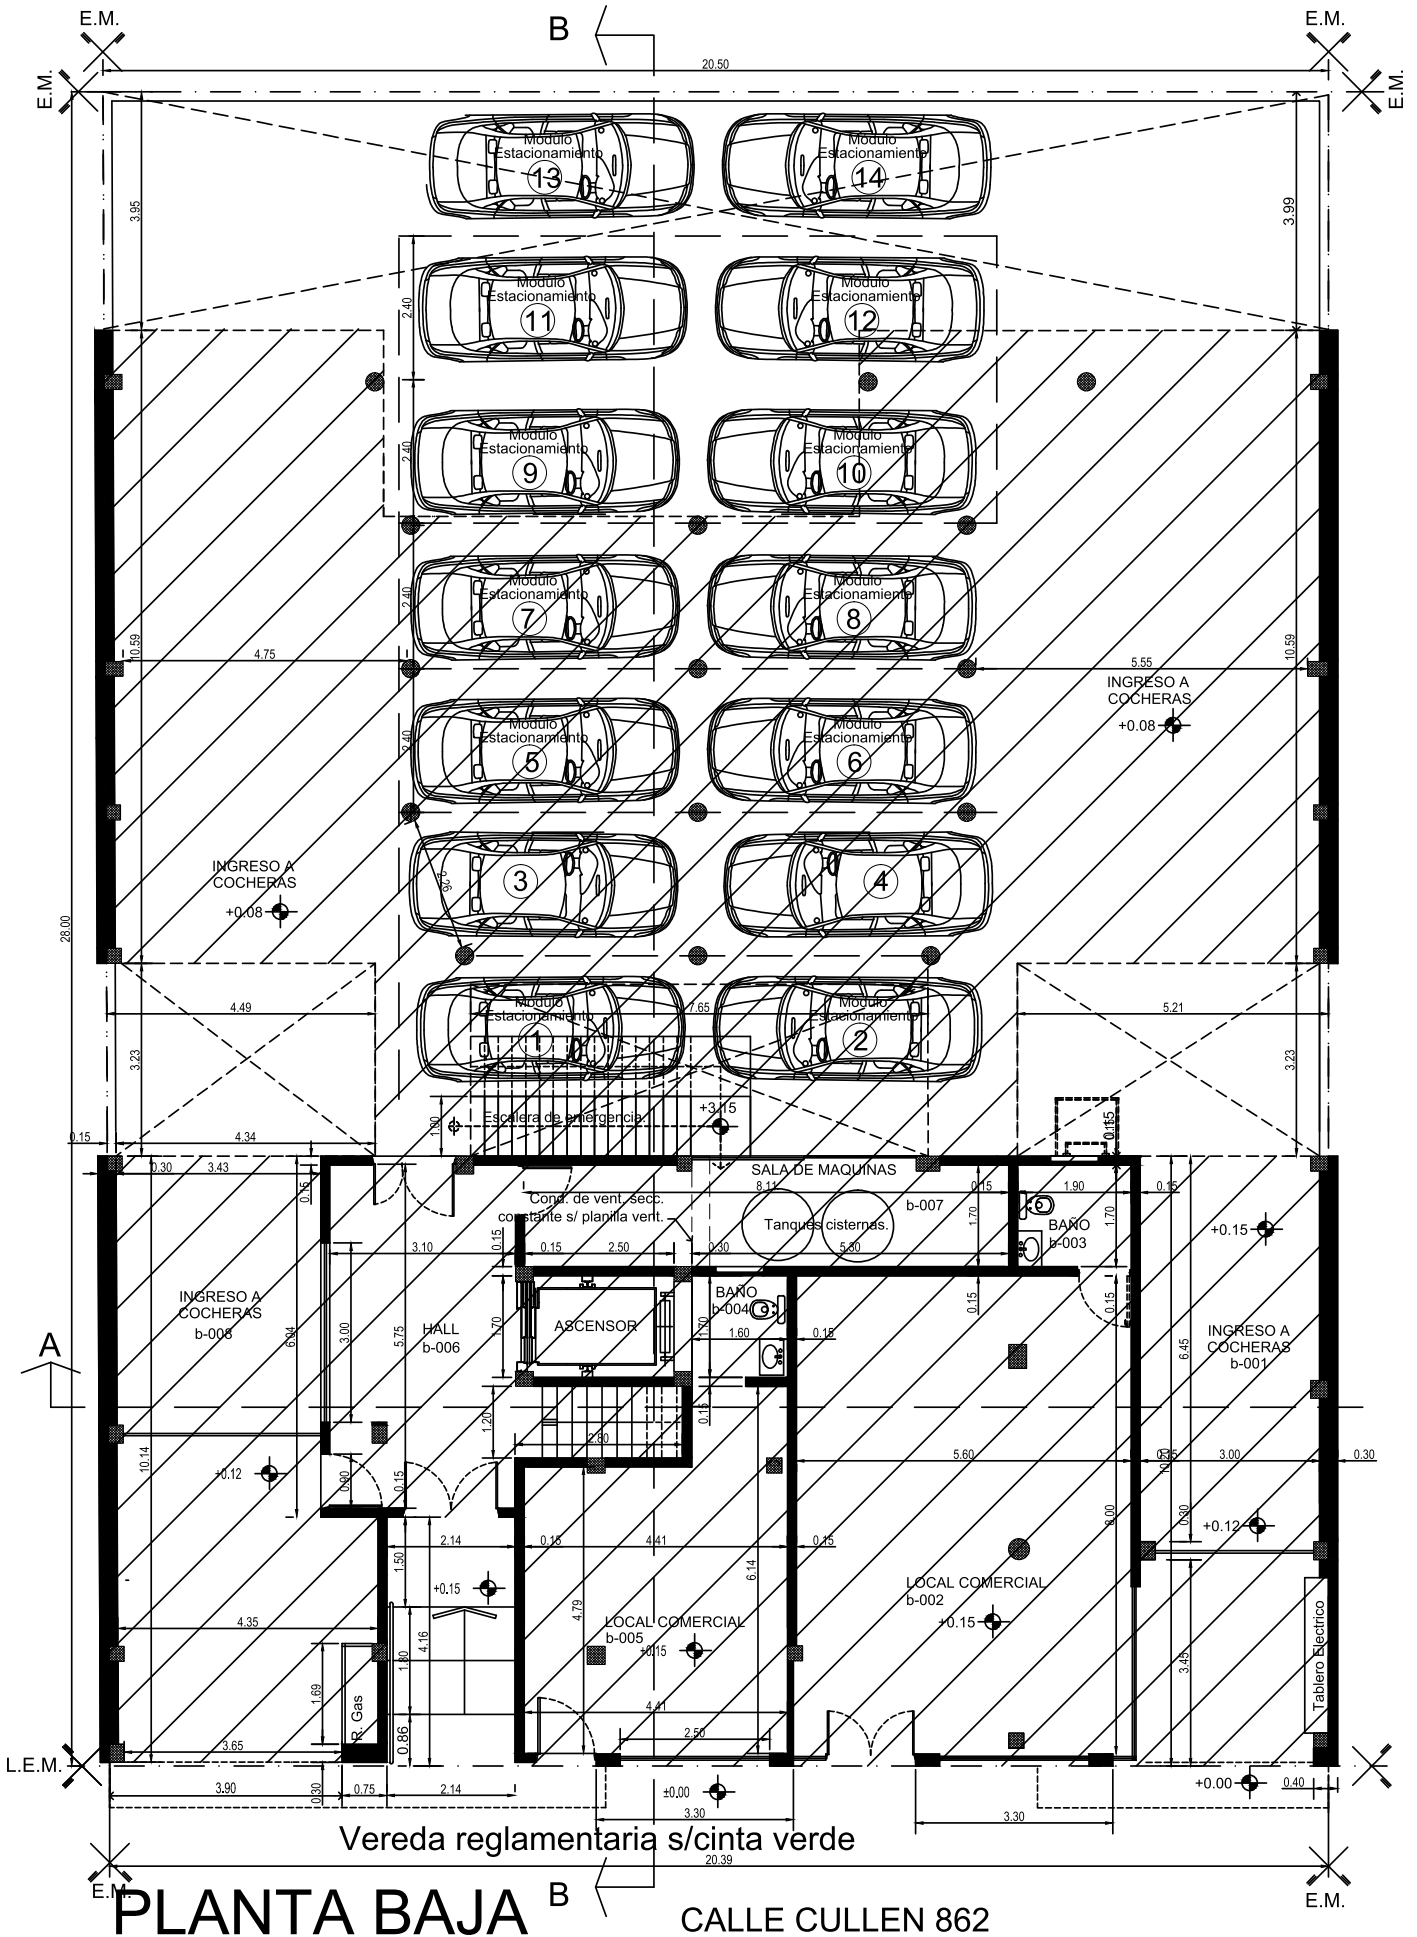 E.M.
E.M.
B
20.50
E.M.
E.M.
Modulo
Estacionamiento
13
Modulo
Estacionamiento
14
3.95
3.99
Modulo
Estacionamiento
11
Modulo
Estacionamiento
12
2.40
Modulo
Estacionamiento
9
Modulo
Estacionamiento
10
2.40
Modulo
Estacionamiento
7
Modulo
Estacionamiento
8
2.40
10.59
10.59
4.75
5.55
INGRESO A
COCHERAS
+0.08
Modulo
Estacionamiento
5
Modulo
Estacionamiento
6
2.40
INGRESO A
COCHERAS
+0.08
3
4
2.26
28.00
4.49
7.65
5.21
Modulo
Estacionamiento
1
Modulo
Estacionamiento
2
3.23
3.23
Escalera de emergencia.
+3.15
1.00
0.15
4.34
0.15
0.30
3.43
0.15
SALA DE MAQUINAS
8.11
0.15
1.90
0.15
Cond. de vent. secc.
constante s/ planilla vent.
b-007
Tanques cisternas.
1.70
BAÑO
b-003
1.70
+0.15
3.10
0.15
0.15
2.50
0.30
5.30
INGRESO A
COCHERAS
b-008
6.04
3.00
5.75
HALL
b-006
1.70
ASCENSOR
BAÑO
b-004
1.70
1.60
0.15
0.15
0.15
INGRESO A
COCHERAS
b-001
6.45
A
1.20
2.80
0.15
10.14
+0.12
0.90
0.15
5.60
3.00
0.30
2.14
0.15
4.41
0.15
8.00
0.30
+0.12
1.50
+0.15
6.14
LOCAL COMERCIAL
b-002
+0.15
4.35
4.79
LOCAL COMERCIAL
b-005
+0.15
4.16
1.80
3.45
Tablero Electrico
1.69
R. Gas
4.41
2.50
0.86
3.65
L.E.M.
3.90
0.30
0.75
2.14
±0.00
+0.00
0.40
3.30
3.30
Vereda reglamentaria s/cinta verde
20.39
E.M.
B
E.M.
PLANTA BAJA
CALLE CULLEN 862